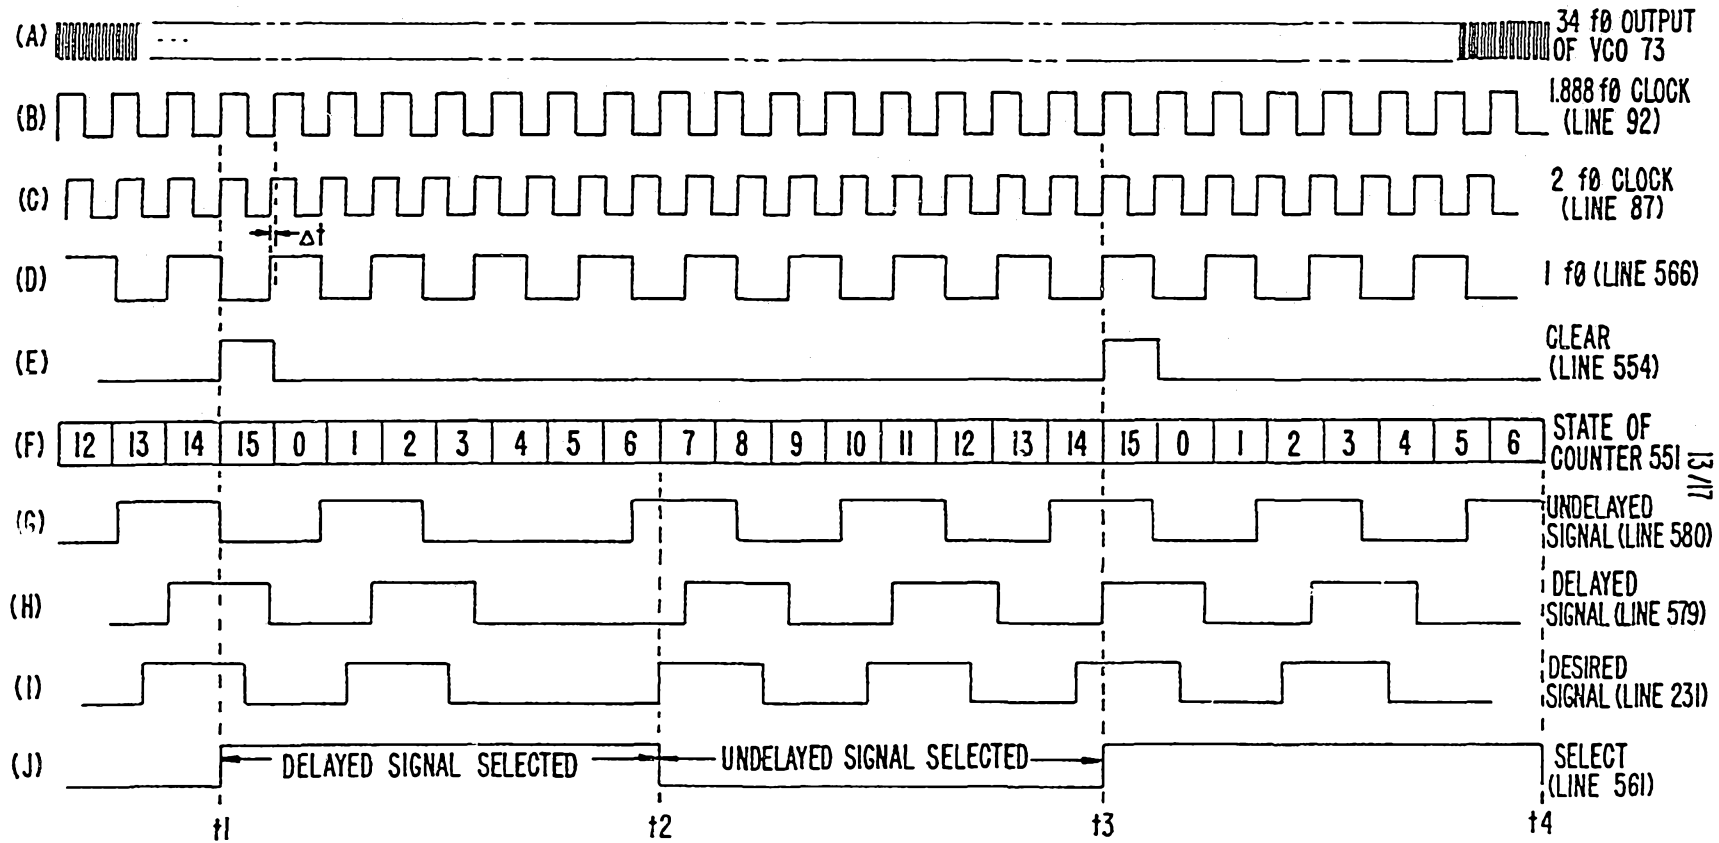 (A)
34 fØ OUTPUT
OF VCO 73
(B)
1.888 fØ CLOCK
(LINE 92)
(C)
2 fØ CLOCK
(LINE 87)
Δt
(D)
1 fØ (LINE 566)
(E)
CLEAR
(LINE 554)
(F)
12 13 14 15 0 1 2 3 4 5 6 7 8 9 10 11 12 13 14 15 0 1 2 3 4 5 6
STATE OF
COUNTER 551
13/17
(G)
UNDELAYED
SIGNAL (LINE 580)
(H)
DELAYED
SIGNAL (LINE 579)
(I)
DESIRED
SIGNAL (LINE 231)
(J)
DELAYED SIGNAL SELECTED
UNDELAYED SIGNAL SELECTED
SELECT
(LINE 561)
t1 t2 t3 t4